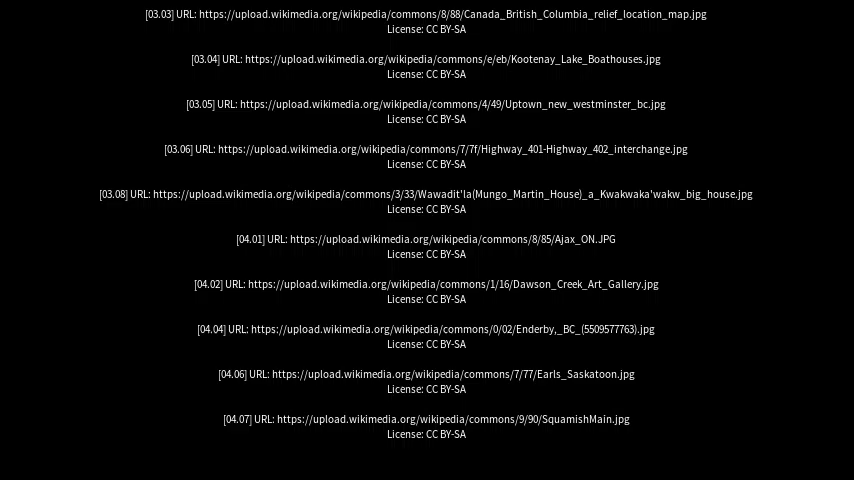 [03.03] URL: https://upload.wikimedia.org/wikipedia/commons/8/88/Canada_British_Columbia_relief_location_map.jpg
License: CC BY-SA
[03.04] URL: https://upload.wikimedia.org/wikipedia/commons/e/eb/Kootenay_Lake_Boathouses.jpg
License: CC BY-SA
[03.05] URL: https://upload.wikimedia.org/wikipedia/commons/4/49/Uptown_new_westminster_bc.jpg
License: CC BY-SA
[03.06] URL: https://upload.wikimedia.org/wikipedia/commons/7/7f/Highway_401-Highway_402_interchange.jpg
License: CC BY-SA
[03.08] URL: https://upload.wikimedia.org/wikipedia/commons/3/33/Wawadit'la(Mungo_Martin_House)_a_Kwakwaka'wakw_big_house.jpg
License: CC BY-SA
[04.01] URL: https://upload.wikimedia.org/wikipedia/commons/8/85/Ajax_ON.JPG
License: CC BY-SA
[04.02] URL: https://upload.wikimedia.org/wikipedia/commons/1/16/Dawson_Creek_Art_Gallery.jpg
License: CC BY-SA
[04.04] URL: https://upload.wikimedia.org/wikipedia/commons/0/02/Enderby,_BC_(5509577763).jpg
License: CC BY-SA
[04.06] URL: https://upload.wikimedia.org/wikipedia/commons/7/77/Earls_Saskatoon.jpg
License: CC BY-SA
[04.07] URL: https://upload.wikimedia.org/wikipedia/commons/9/90/SquamishMain.jpg
License: CC BY-SA